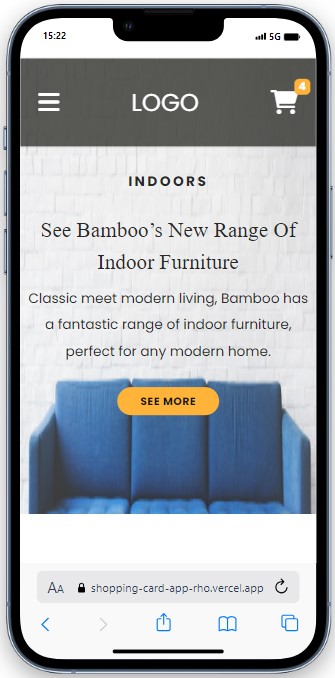 15:22 5G
LOGO 4
INDOORS
See Bamboo’s New Range Of
Indoor Furniture
Classic meet modern living, Bamboo has
a fantastic range of indoor furniture,
perfect for any modern home.
SEE MORE
AA shopping-card-app-rho.vercel.app